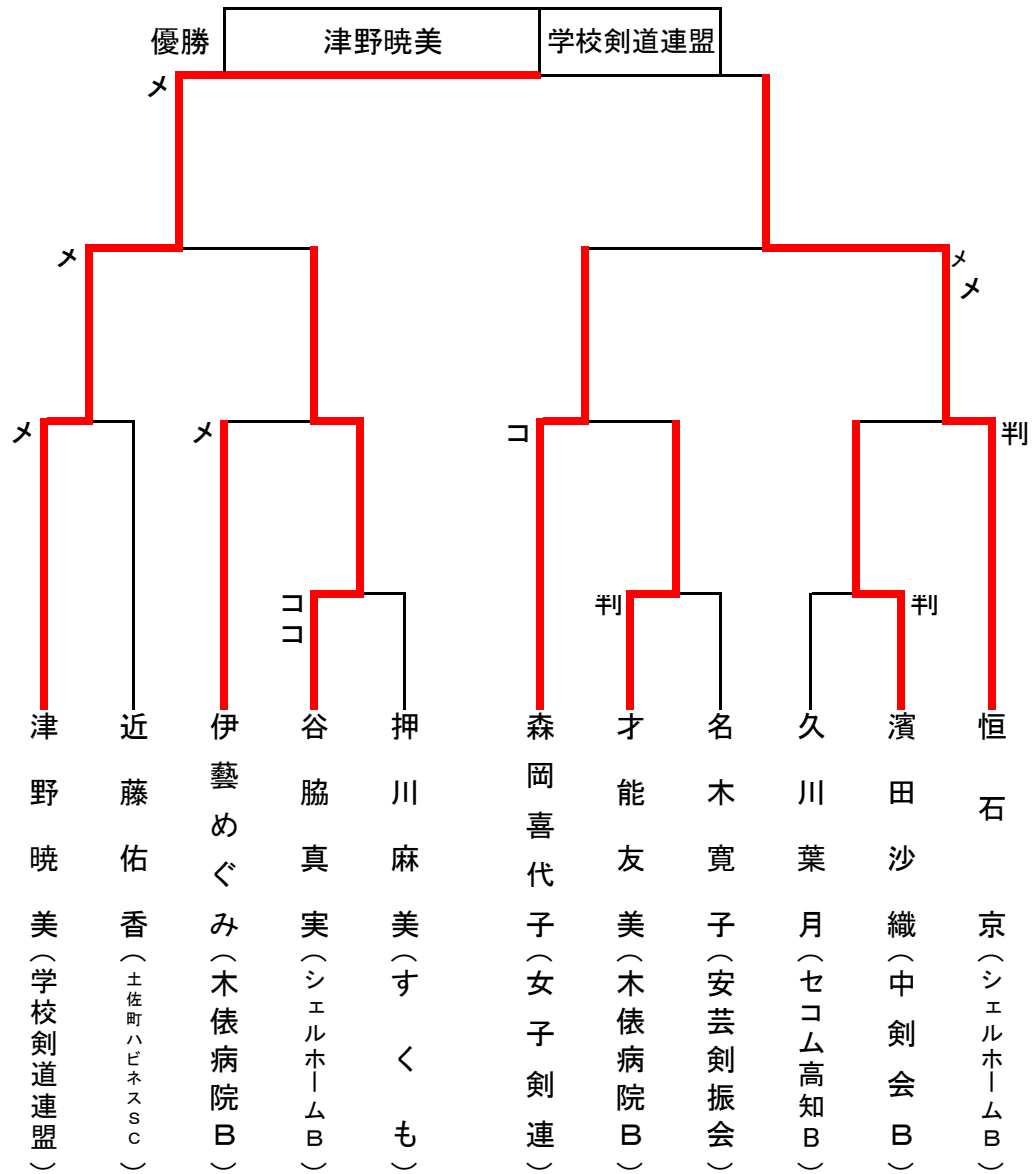 優勝 津野暁美 学校剣道連盟
メ
メ
メ
メ
メ
メ
コ
判
コ
コ
判
判
津野暁美(学校剣道連盟)
近藤佑香(土佐町ハピネスSC)
伊藝めぐみ(木俵病院B)
谷脇真実(シェルホームB)
押川麻美(すくも)
森岡喜代子(女子剣連)
才能友美(木俵病院B)
名木寛子(安芸剣振会)
久川葉月(セコム高知B)
濱田沙織(中剣会B)
恒石京(シェルホームB)